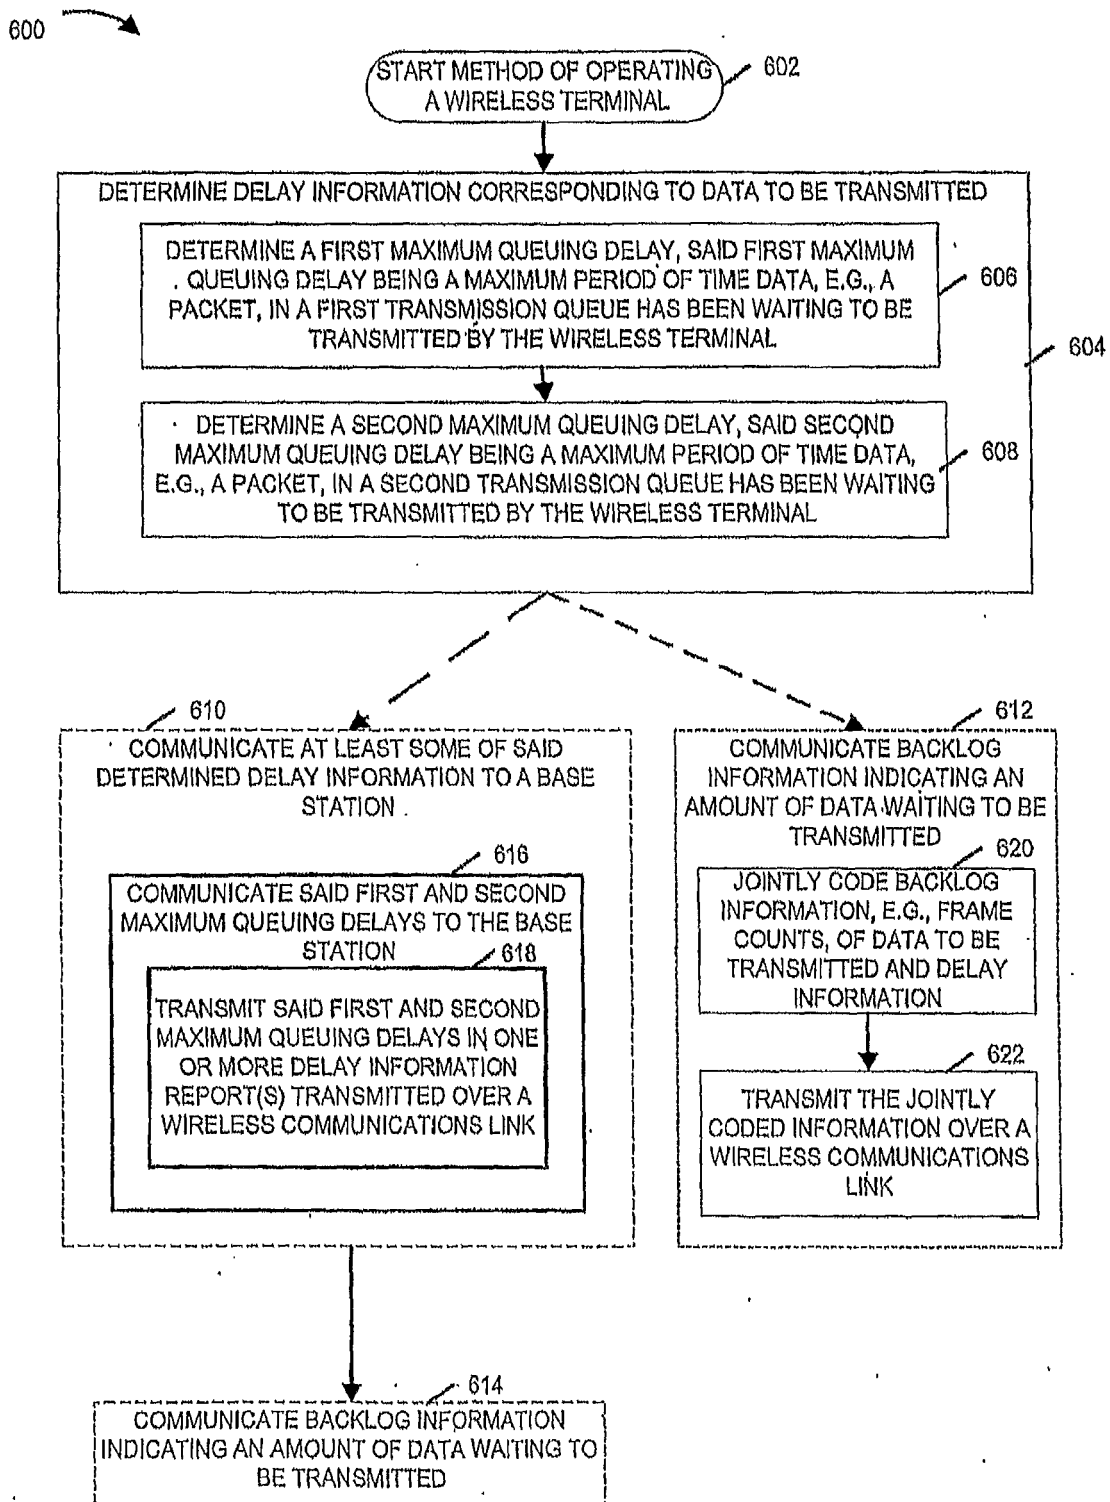 600
START METHOD OF OPERATING
A WIRELESS TERMINAL
602
DETERMINE DELAY INFORMATION CORRESPONDING TO DATA TO BE TRANSMITTED
DETERMINE A FIRST MAXIMUM QUEUING DELAY, SAID FIRST MAXIMUM
QUEUING DELAY BEING A MAXIMUM PERIOD OF TIME DATA, E.G., A
PACKET, IN A FIRST TRANSMISSION QUEUE HAS BEEN WAITING TO BE
TRANSMITTED BY THE WIRELESS TERMINAL
606
604
DETERMINE A SECOND MAXIMUM QUEUING DELAY, SAID SECOND
MAXIMUM QUEUING DELAY BEING A MAXIMUM PERIOD OF TIME DATA,
E.G., A PACKET, IN A SECOND TRANSMISSION QUEUE HAS BEEN WAITING
TO BE TRANSMITTED BY THE WIRELESS TERMINAL
608
610
COMMUNICATE AT LEAST SOME OF SAID
DETERMINED DELAY INFORMATION TO A BASE
STATION
616
COMMUNICATE SAID FIRST AND SECOND
MAXIMUM QUEUING DELAYS TO THE BASE
STATION
618
TRANSMIT SAID FIRST AND SECOND
MAXIMUM QUEUING DELAYS IN ONE
OR MORE DELAY INFORMATION
REPORT(S) TRANSMITTED OVER A
WIRELESS COMMUNICATIONS LINK
612
COMMUNICATE BACKLOG
INFORMATION INDICATING AN
AMOUNT OF DATA WAITING TO BE
TRANSMITTED
620
JOINTLY CODE BACKLOG
INFORMATION, E.G., FRAME
COUNTS, OF DATA TO BE
TRANSMITTED AND DELAY
INFORMATION
622
TRANSMIT THE JOINTLY
CODED INFORMATION OVER A
WIRELESS COMMUNICATIONS
LINK
614
COMMUNICATE BACKLOG INFORMATION
INDICATING AN AMOUNT OF DATA WAITING TO
BE TRANSMITTED